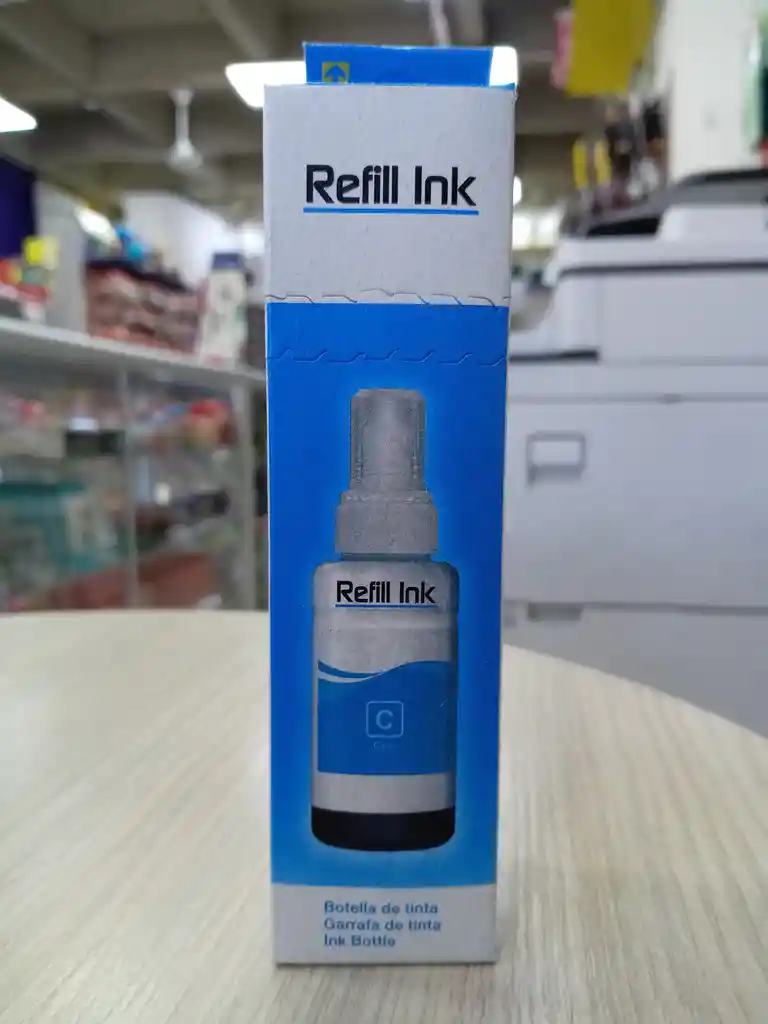 Refill Ink
Refill Ink
C
Botella de tinta
Garrafa de tinta
Ink Bottle